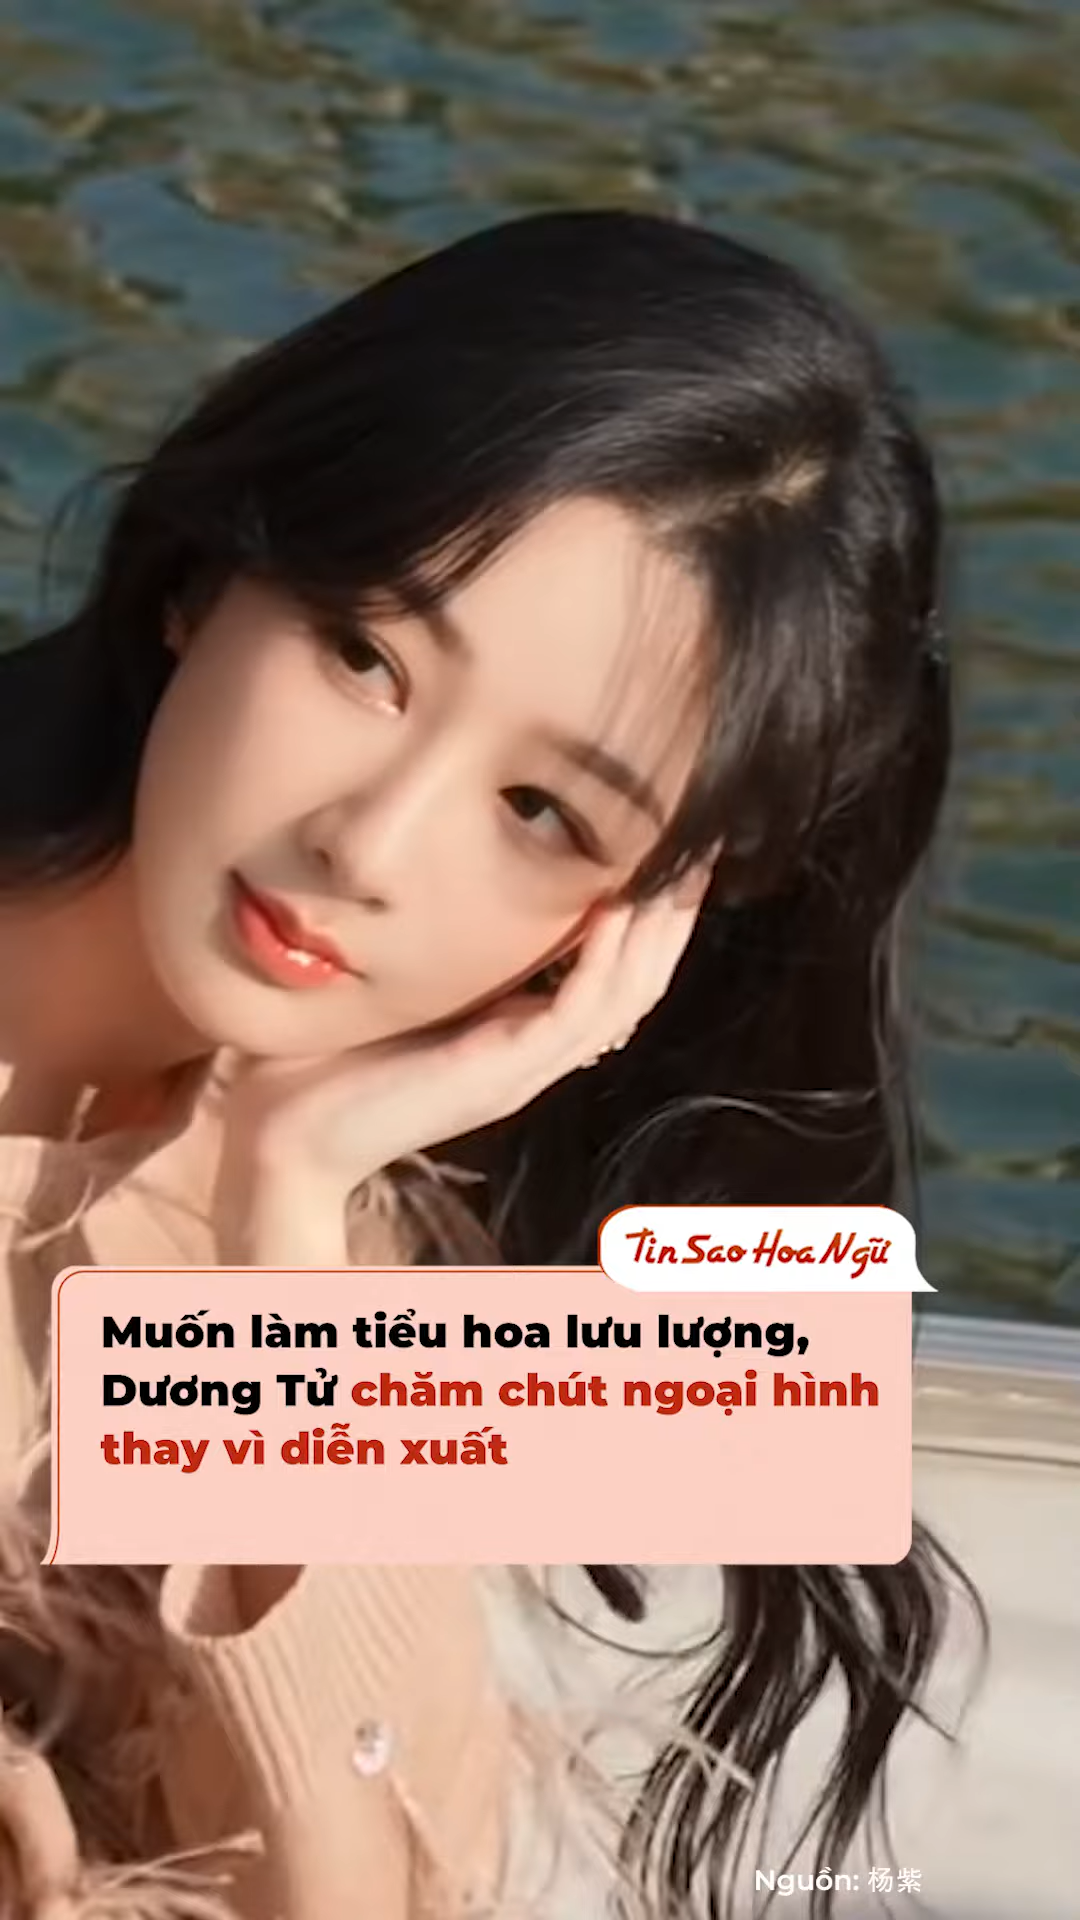 Tin Sao Hoa Ngữ
Muốn làm tiểu hoa lưu lượng,
Dương Tử chăm chút ngoại hình
thay vì diễn xuất
Nguồn: 杨紫